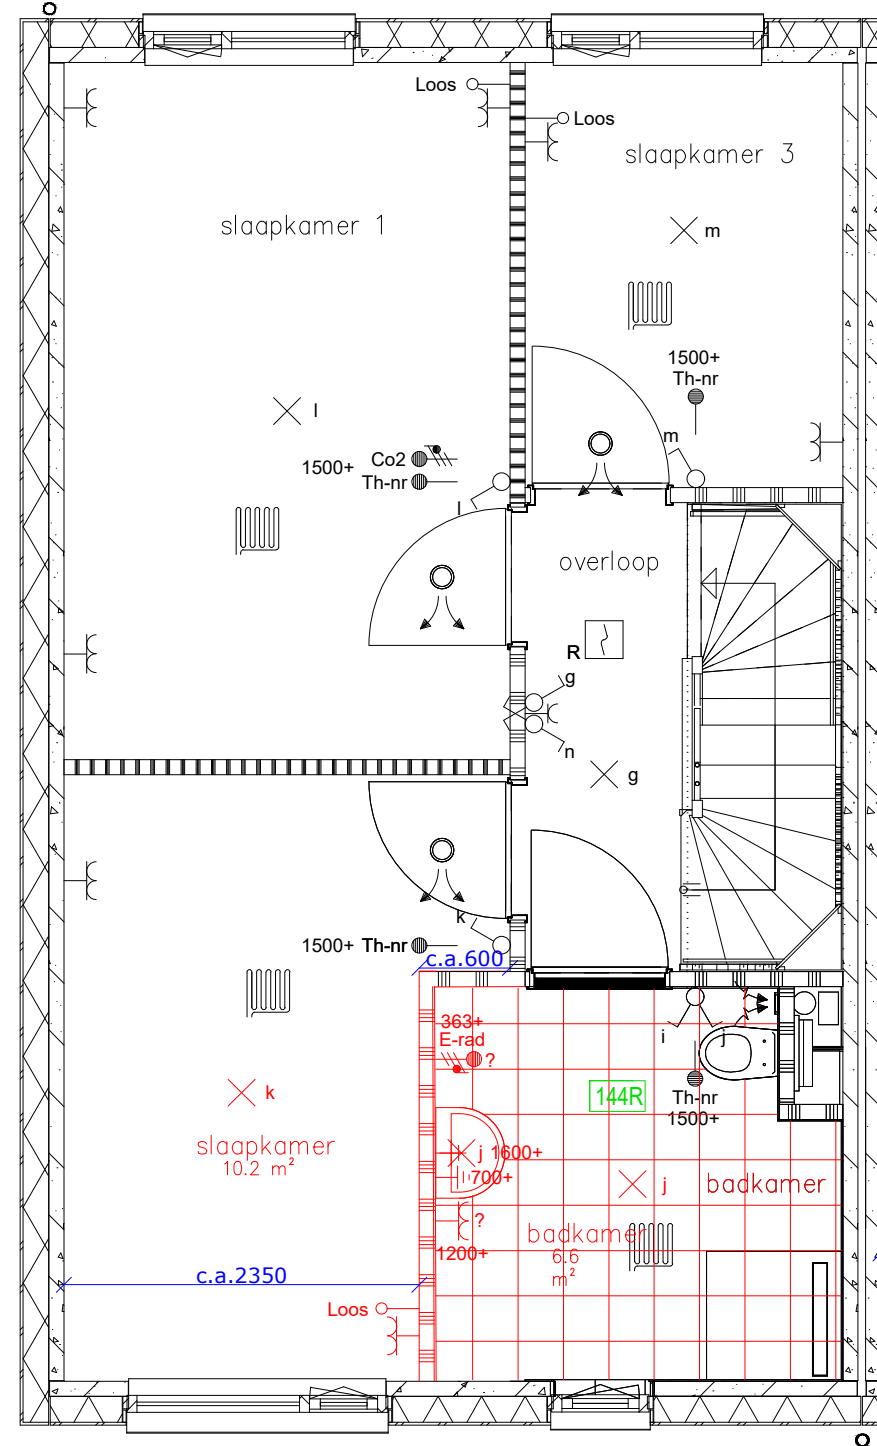 Loos
Loos
slaapkamer 3
slaapkamer 1
m
1500+
Th-nr
l
m
Co2
1500+
Th-nr
l
overloop
R
g
n
g
k
1500+ Th-nr
c.a.600
363+
E-rad
?
i
j
144R
Th-nr
1500+
k
slaapkamer
10.2 m²
j 1600+
700+
?
1200+
j
badkamer
badkamer
6.6
m²
c.a.2350
Loos